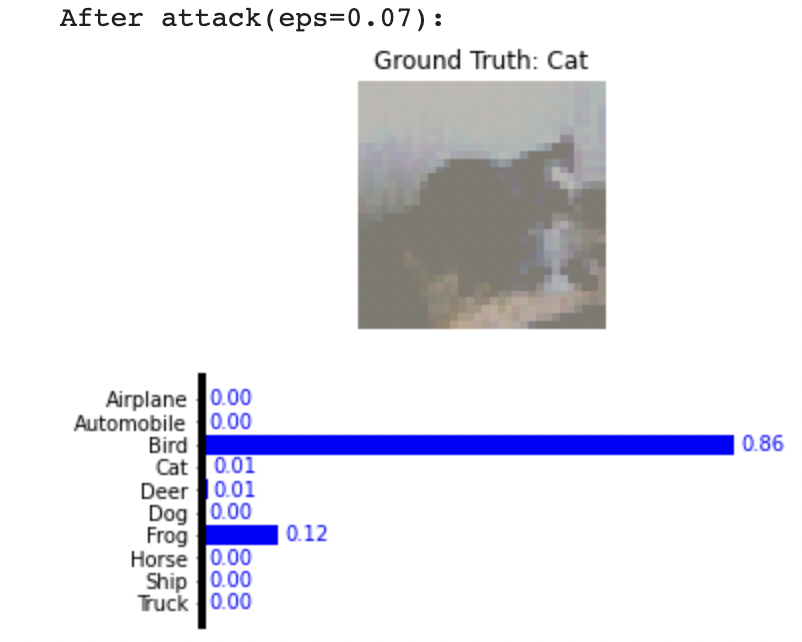 After attack(eps=0.07):
Ground Truth: Cat
Airplane 0.00
Automobile 0.00
Bird 0.86
Cat 0.01
Deer 0.01
Dog 0.00
Frog 0.12
Horse 0.00
Ship 0.00
Truck 0.00